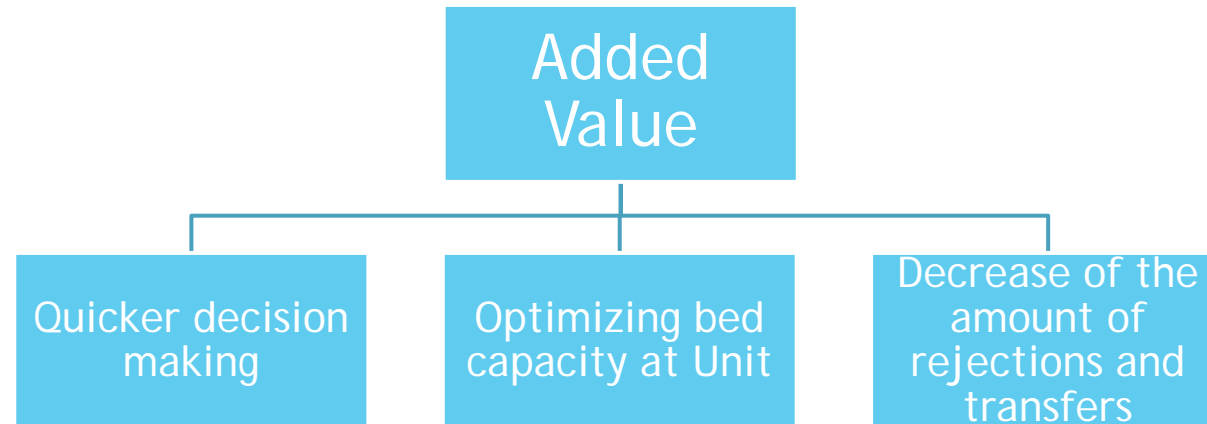 Added
Value
Quicker decision
making
Optimizing bed
capacity at Unit
Decrease of the
amount of
rejections and
transfers